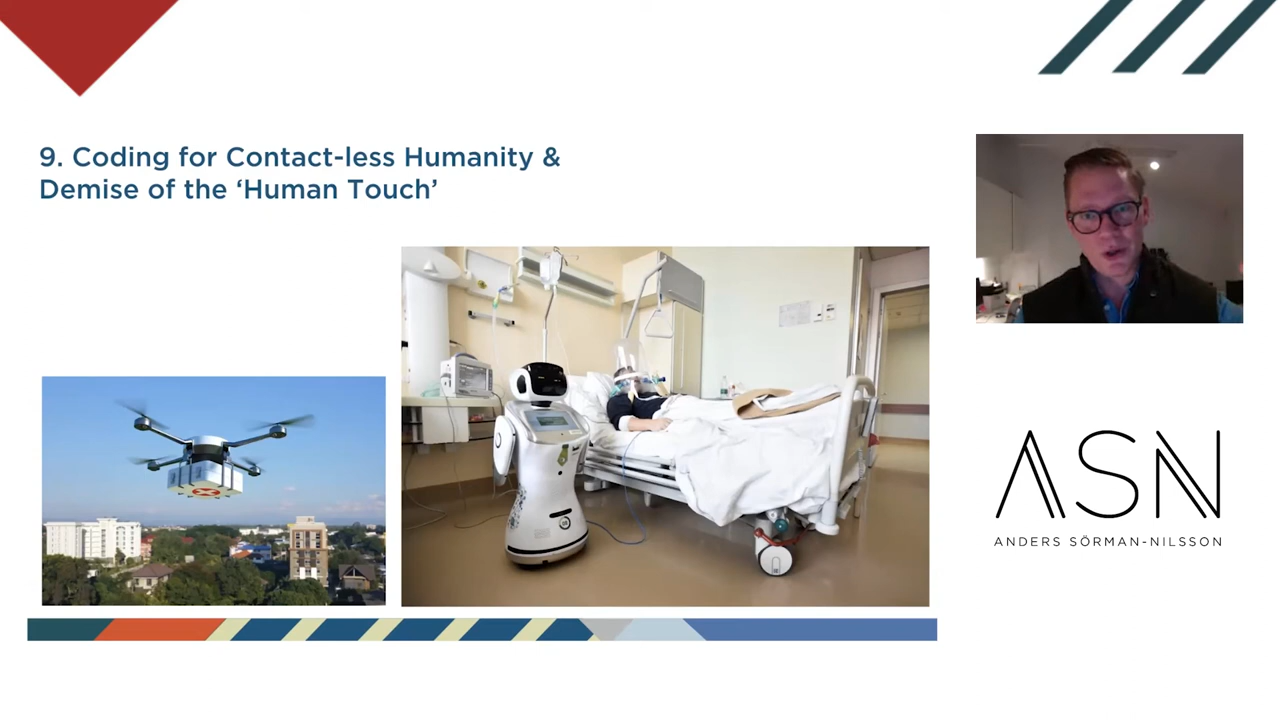 9. Coding for Contact-less Humanity &
Demise of the ‘Human Touch’
ASN
ANDERS SÖRMAN-NILSSON